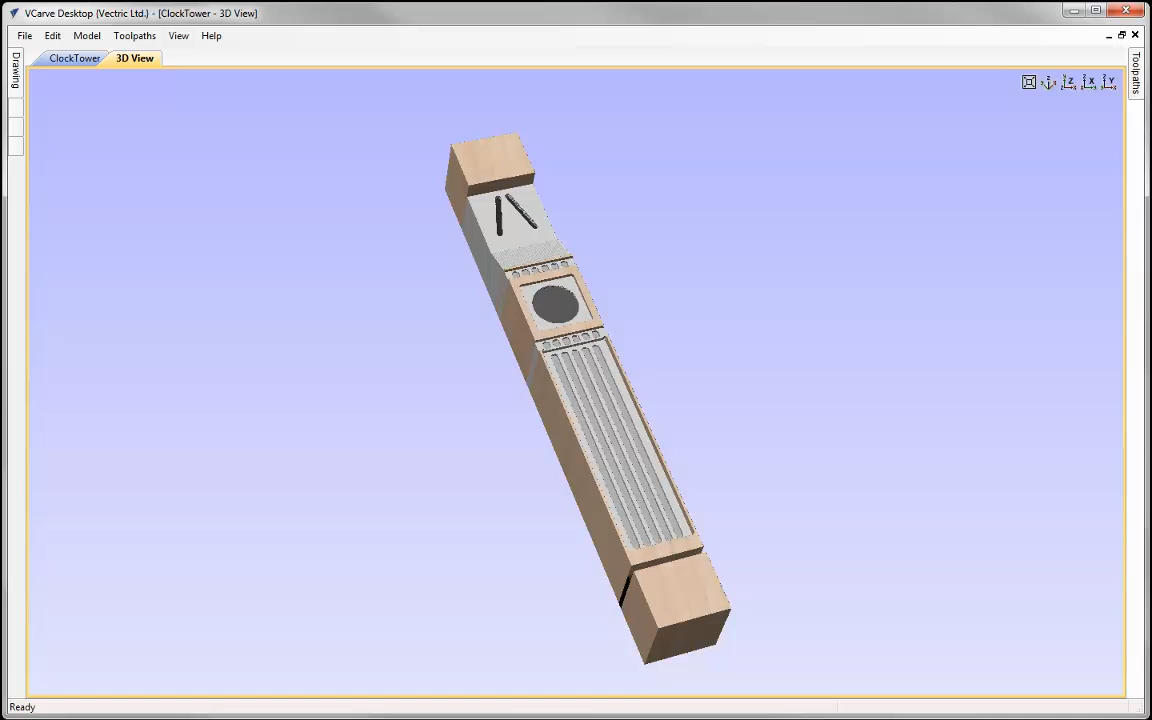 VCarve Desktop (Vectric Ltd.) - [ClockTower - 3D View]
File Edit Model Toolpaths View Help
ClockTower 3D View
Drawing
Toolpaths
Z Z X Z Y
Ready